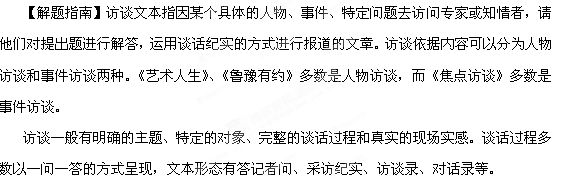 【解题指南】访谈文本指因某个具体的人物、事件、特定问题去访问专家或知情者，请
他们对提出题进行解答，运用谈话纪实的方式进行报道的文章。访谈依据内容可以分为人物
访谈和事件访谈两种。《艺术人生》、《鲁豫有约》多数是人物访谈，而《焦点访谈》多数是
事件访谈。
访谈一般有明确的主题、特定的对象、完整的谈话过程和真实的现场实感。谈话过程多
数以一问一答的方式呈现，文本形态有答记者问、采访纪实、访谈录、对话录等。